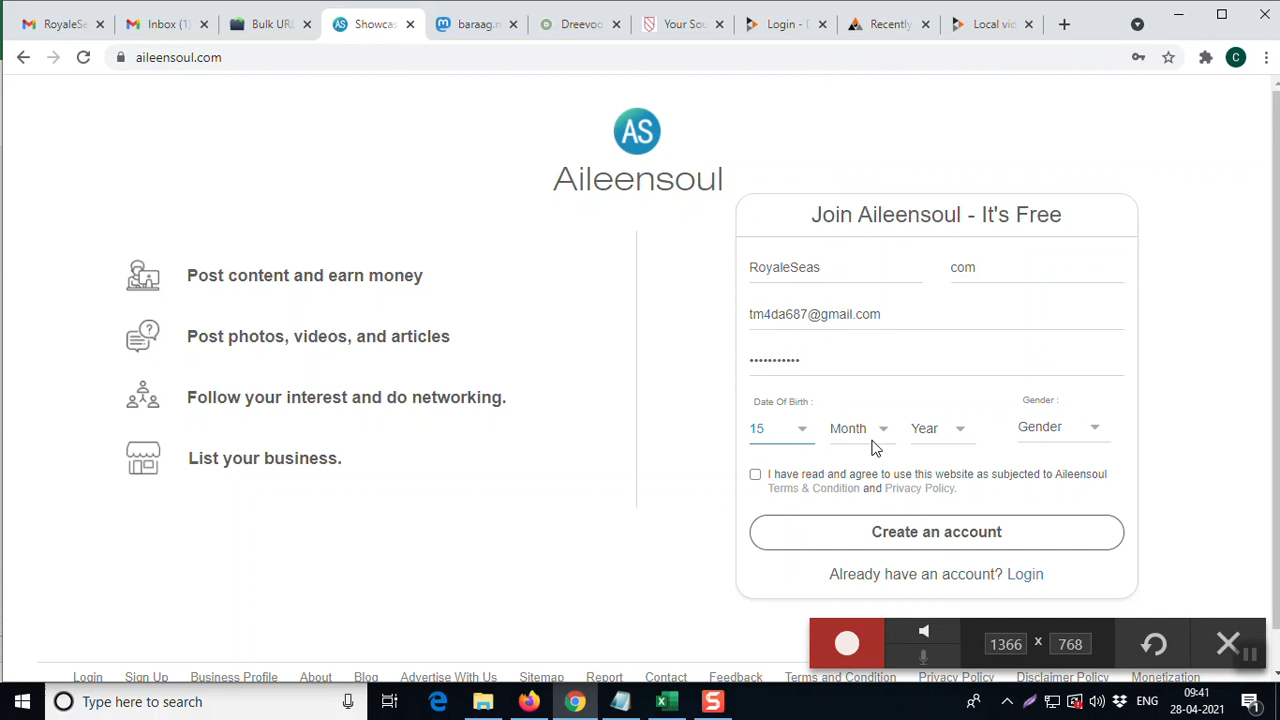 RoyaleSe
Inbox (1)
Bulk URL
Showcas
baraag.m
Dreevoo
Your Sou
Login - D
Recently
Local vid
aileensoul.com
C
AS
Aileensoul
Join Aileensoul - It's Free
RoyaleSeas com
tm4da687@gmail.com
•••••••••••
Date Of Birth :
Gender :
15 Month Year Gender
I have read and agree to use this website as subjected to Aileensoul
Terms & Condition and Privacy Policy.
Create an account
Already have an account? Login
Post content and earn money
Post photos, videos, and articles
Follow your interest and do networking.
List your business.
1366 x 768
Login Sign Up Business Profile About Blog Advertise With Us Sitemap Report Contact Feedback Terms and Condition Privacy Policy Disclaimer Policy Monetization
Type here to search
ENG
09:41
28-04-2021
1